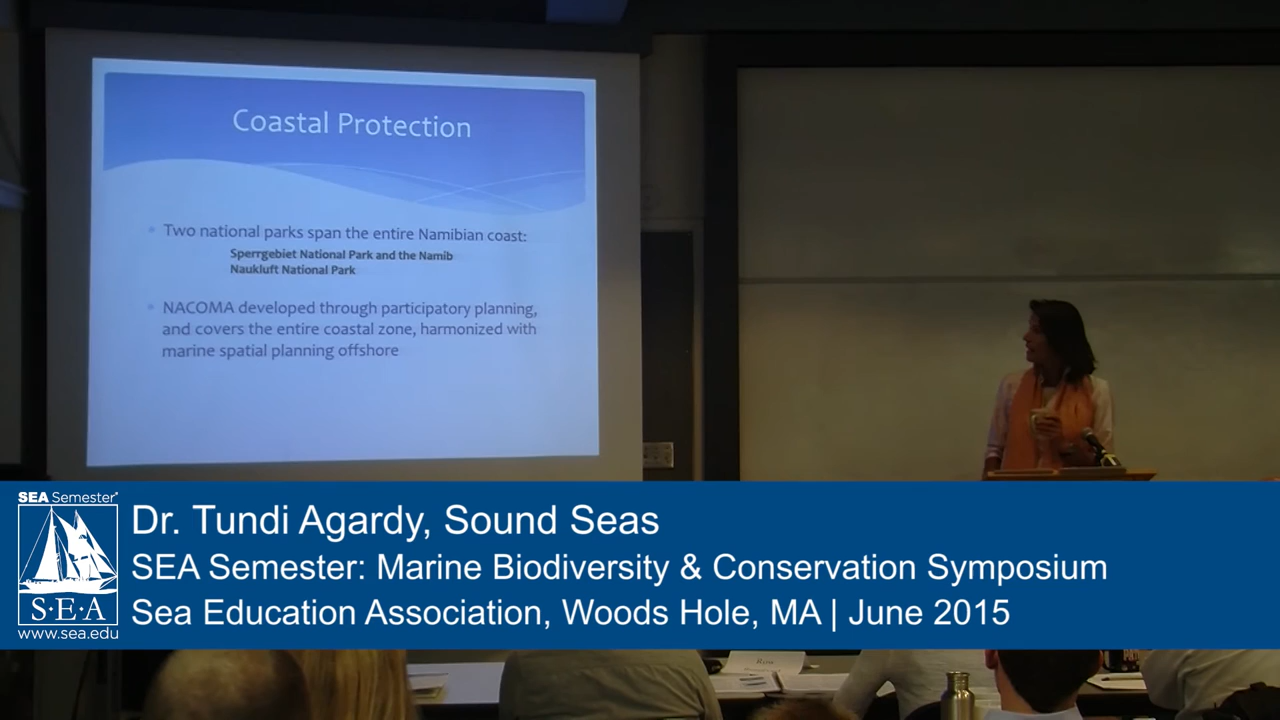 Coastal Protection
Two national parks span the entire Namibian coast:
Sperrgebiet National Park and the Namib
Naukluft National Park
NACOMA developed through participatory planning,
and covers the entire coastal zone, harmonized with
marine spatial planning offshore
SEA Semester®
S·E·A
www.sea.edu
Dr. Tundi Agardy, Sound Seas
SEA Semester: Marine Biodiversity & Conservation Symposium
Sea Education Association, Woods Hole, MA | June 2015
Ron